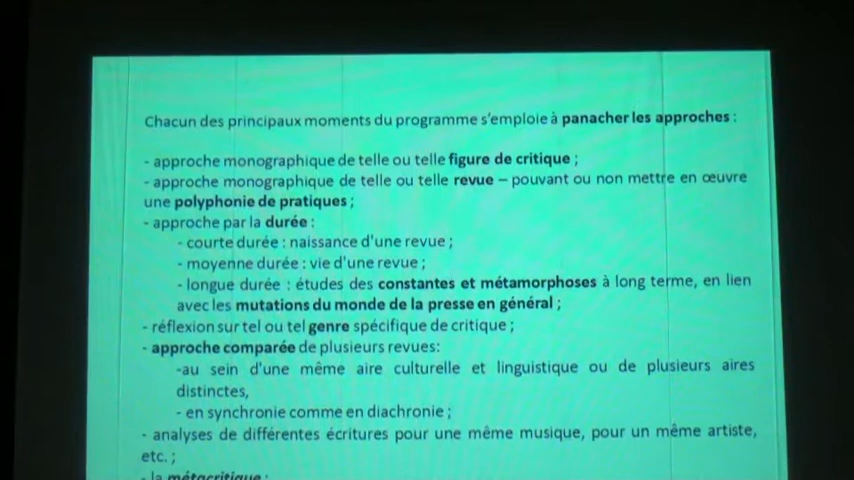 Chacun des principaux moments du programme s'emploie à panacher les approches :
- approche monographique de telle ou telle figure de critique ;
- approche monographique de telle ou telle revue – pouvant ou non mettre en œuvre
une polyphonie de pratiques ;
- approche par la durée :
- courte durée : naissance d'une revue ;
- moyenne durée : vie d'une revue ;
- longue durée : études des constantes et métamorphoses à long terme, en lien
avec les mutations du monde de la presse en général ;
- réflexion sur tel ou tel genre spécifique de critique ;
- approche comparée de plusieurs revues:
-au sein d'une même aire culturelle et linguistique ou de plusieurs aires
distinctes,
- en synchronie comme en diachronie ;
- analyses de différentes écritures pour une même musique, pour un même artiste,
etc. ;
- la métacritique ;